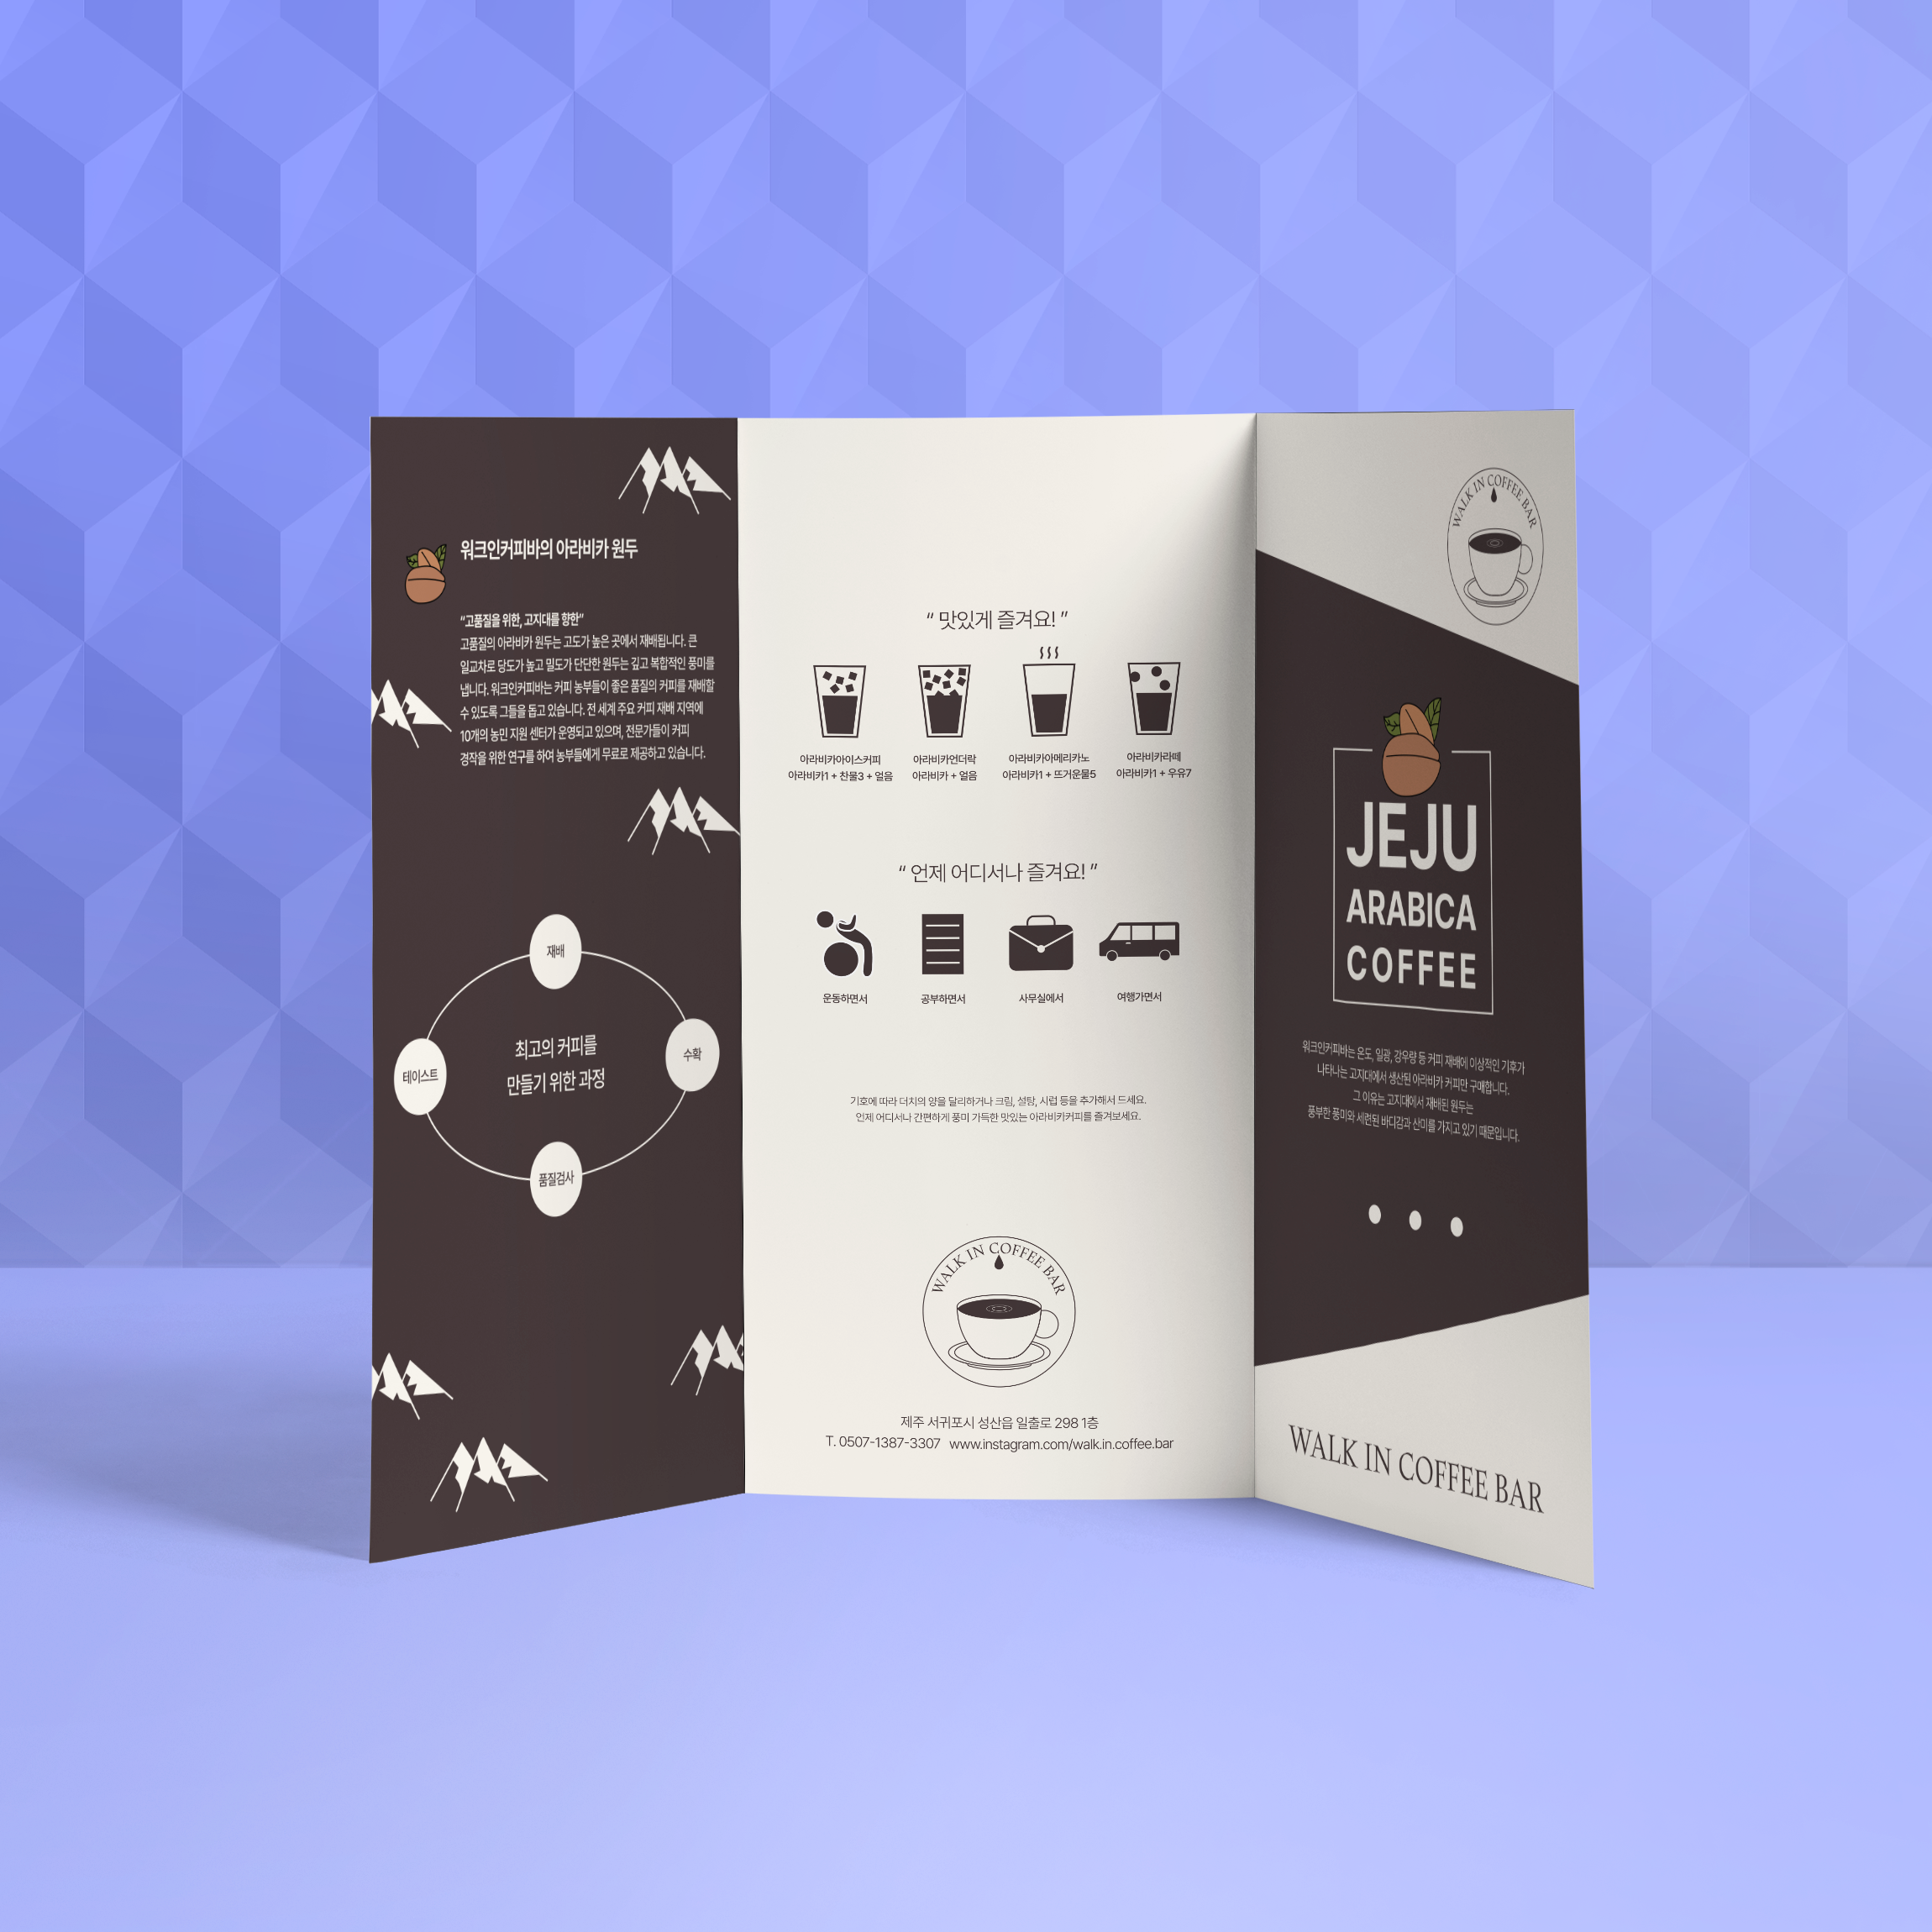 워크인커피바의 아라비카 원두
“고품질을 위한, 고지대를 향한”
고품질의 아라비카 원두는 고도가 높은 곳에서 재배됩니다. 큰
일교차로 당도가 높고 밀도가 단단한 원두는 깊고 복합적인 풍미를
냅니다. 워크인커피바는 커피 농부들이 좋은 품질의 커피를 재배할
수 있도록 그들을 돕고 있습니다. 전 세계 주요 커피 재배 지역에
10개의 농민 지원 센터가 운영되고 있으며, 전문가들이 커피
경작을 위한 연구를 하여 농부들에게 무료로 제공하고 있습니다.
재배
수확
최고의 커피를
만들기 위한 과정
테이스트
품질검사
“ 맛있게 즐겨요! ”
아라비카아이스커피
아라비카1 + 찬물3 + 얼음
아라비카언더락
아라비카 + 얼음
아라비카아메리카노
아라비카1 + 뜨거운물5
아라비카라떼
아라비카1 + 우유7
“ 언제 어디서나 즐겨요! ”
운동하면서
공부하면서
사무실에서
여행가면서
기호에 따라 더치의 양을 달리하거나 크림, 설탕, 시럽 등을 추가해서 드세요.
언제 어디서나 간편하게 풍미 가득한 맛있는 아라비카커피를 즐겨보세요.
WALK IN COFFEE BAR
제주 서귀포시 성산읍 일출로 298 1층
T. 0507-1387-3307 www.instagram.com/walk.in.coffee.bar
WALK IN COFFEE BAR
JEJU
ARABICA
COFFEE
워크인커피바는 온도, 일광, 강우량 등 커피 재배에 이상적인 기후가
나타나는 고지대에서 생산된 아라비카 커피만 구매합니다.
그 이유는 고지대에서 재배된 원두는
풍부한 풍미와 세련된 바디감과 산미를 가지고 있기 때문입니다.
WALK IN COFFEE BAR